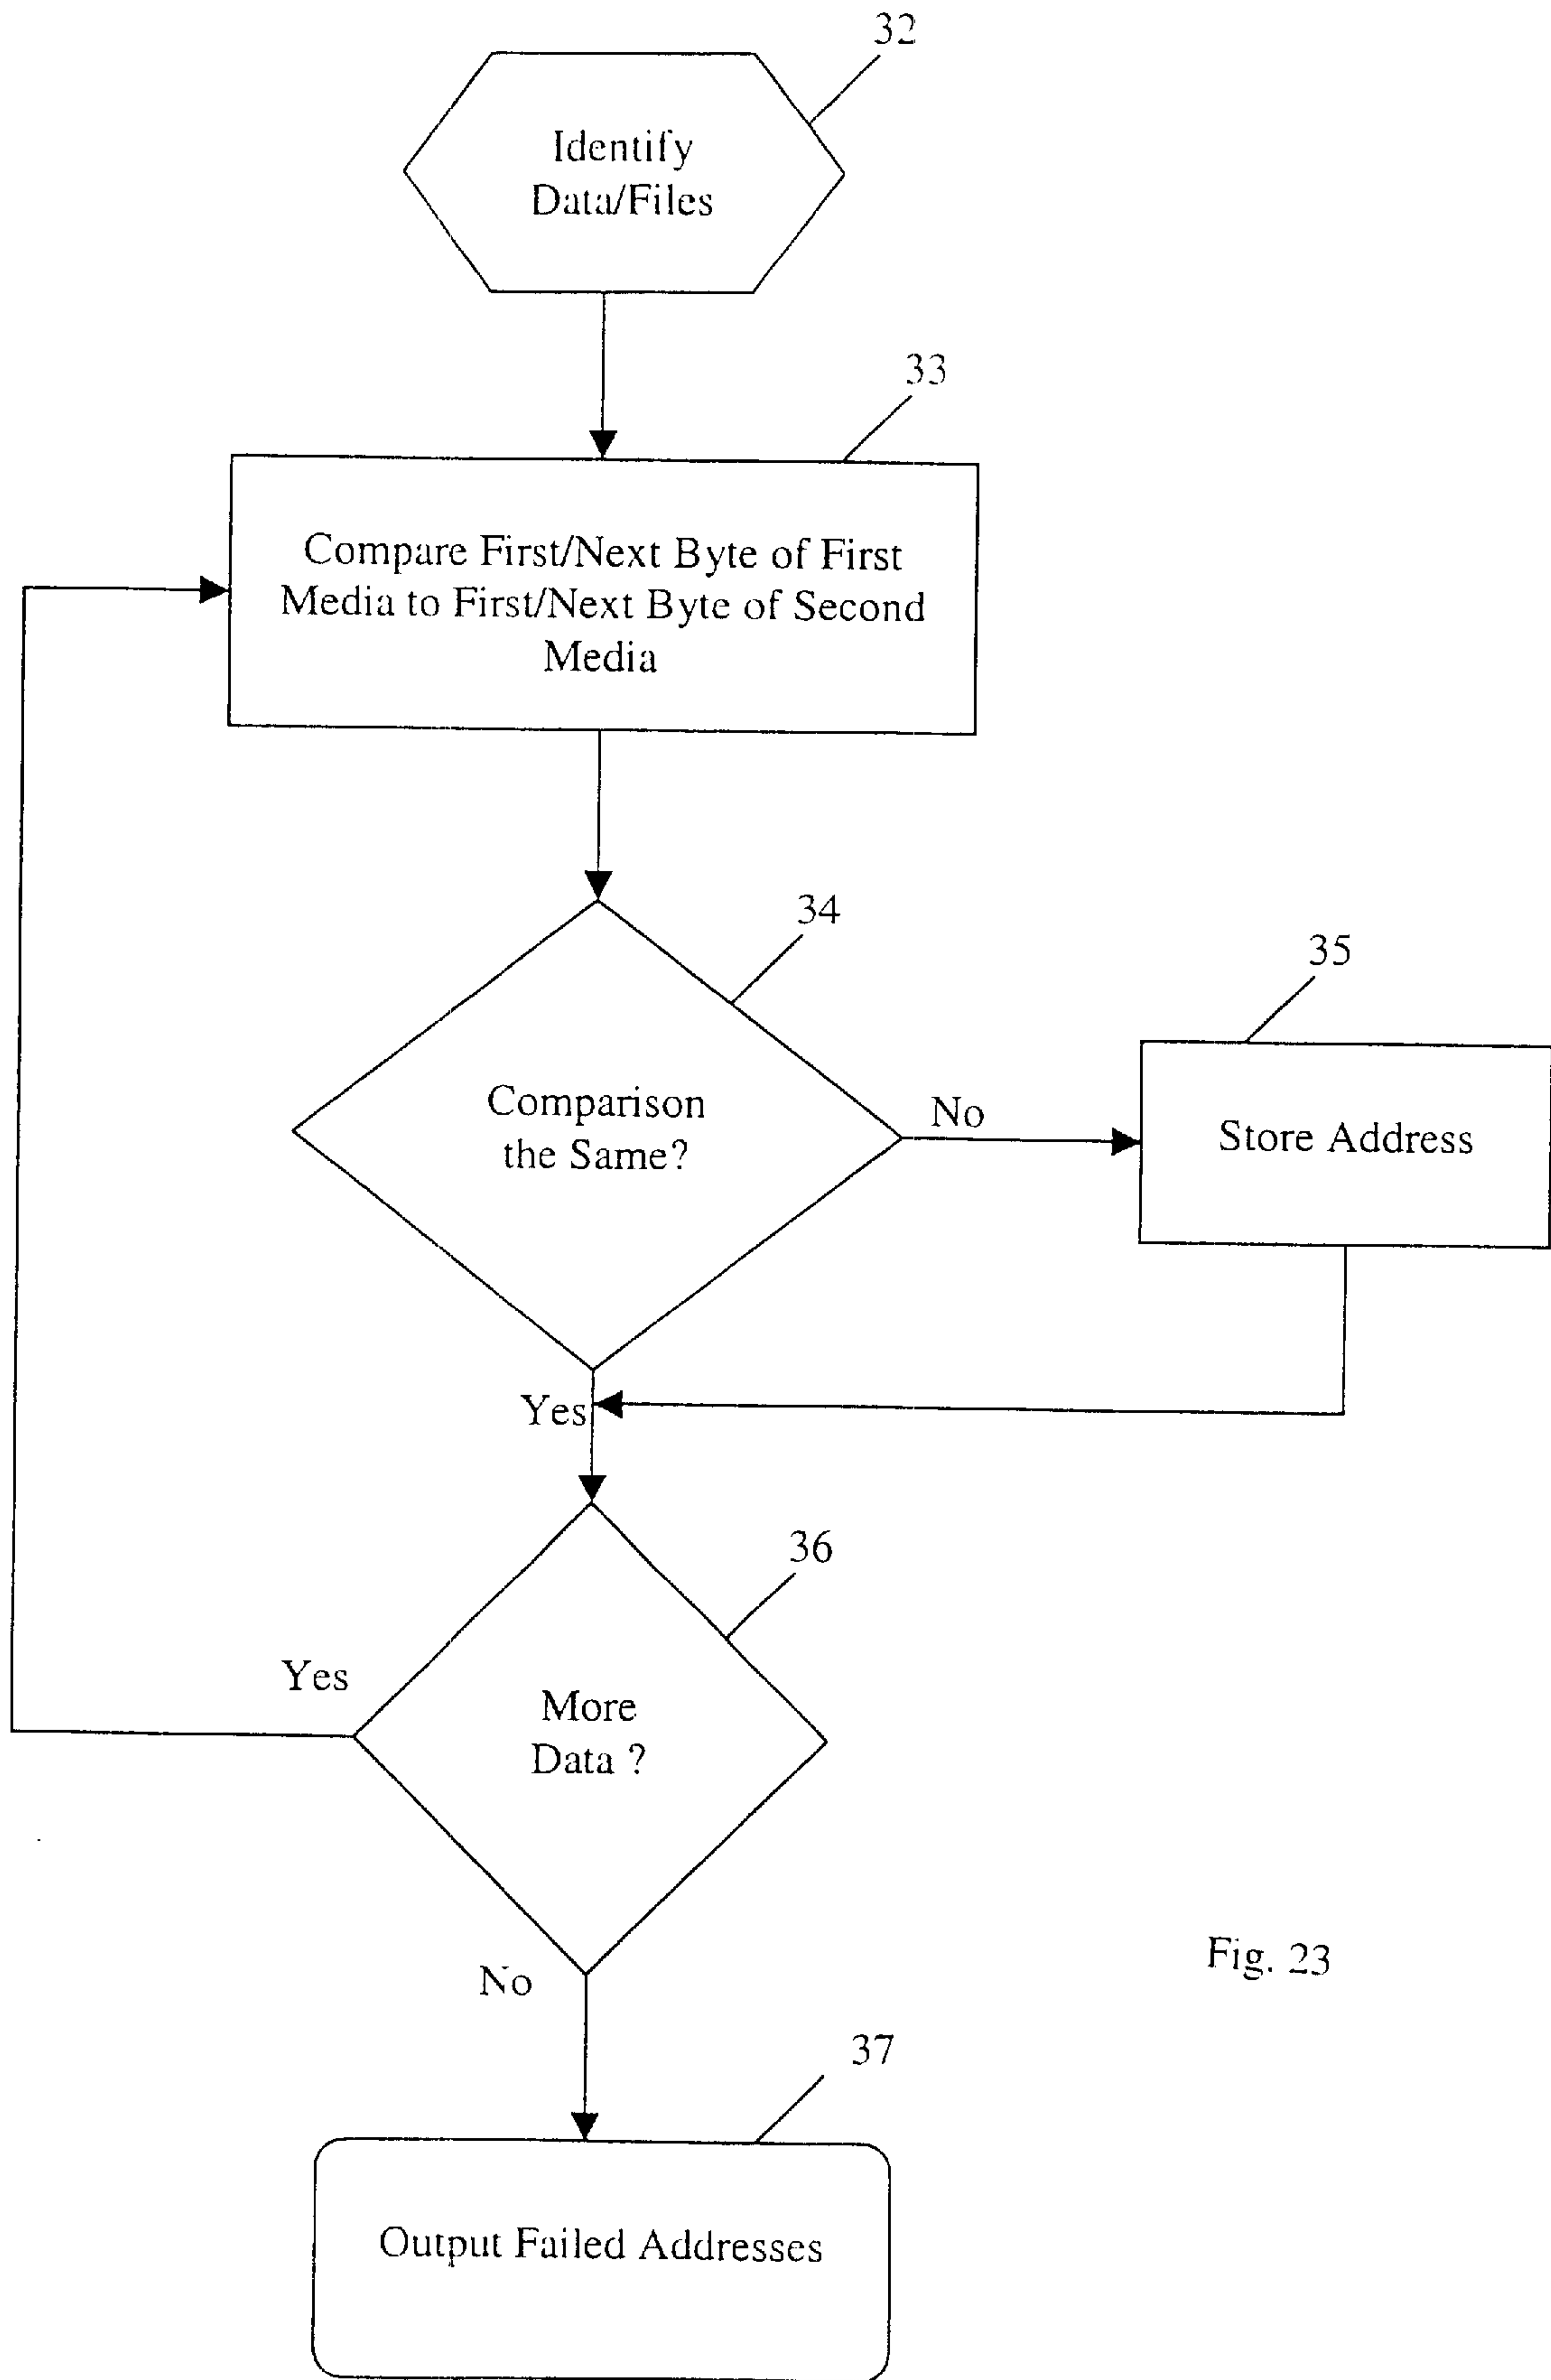 32
Identify
Data/Files
33
Compare First/Next Byte of First
Media to First/Next Byte of Second
Media
34
Comparison
the Same?
No
35
Store Address
Yes
36
More
Data ?
Yes
No
Fig. 23
37
Output Failed Addresses